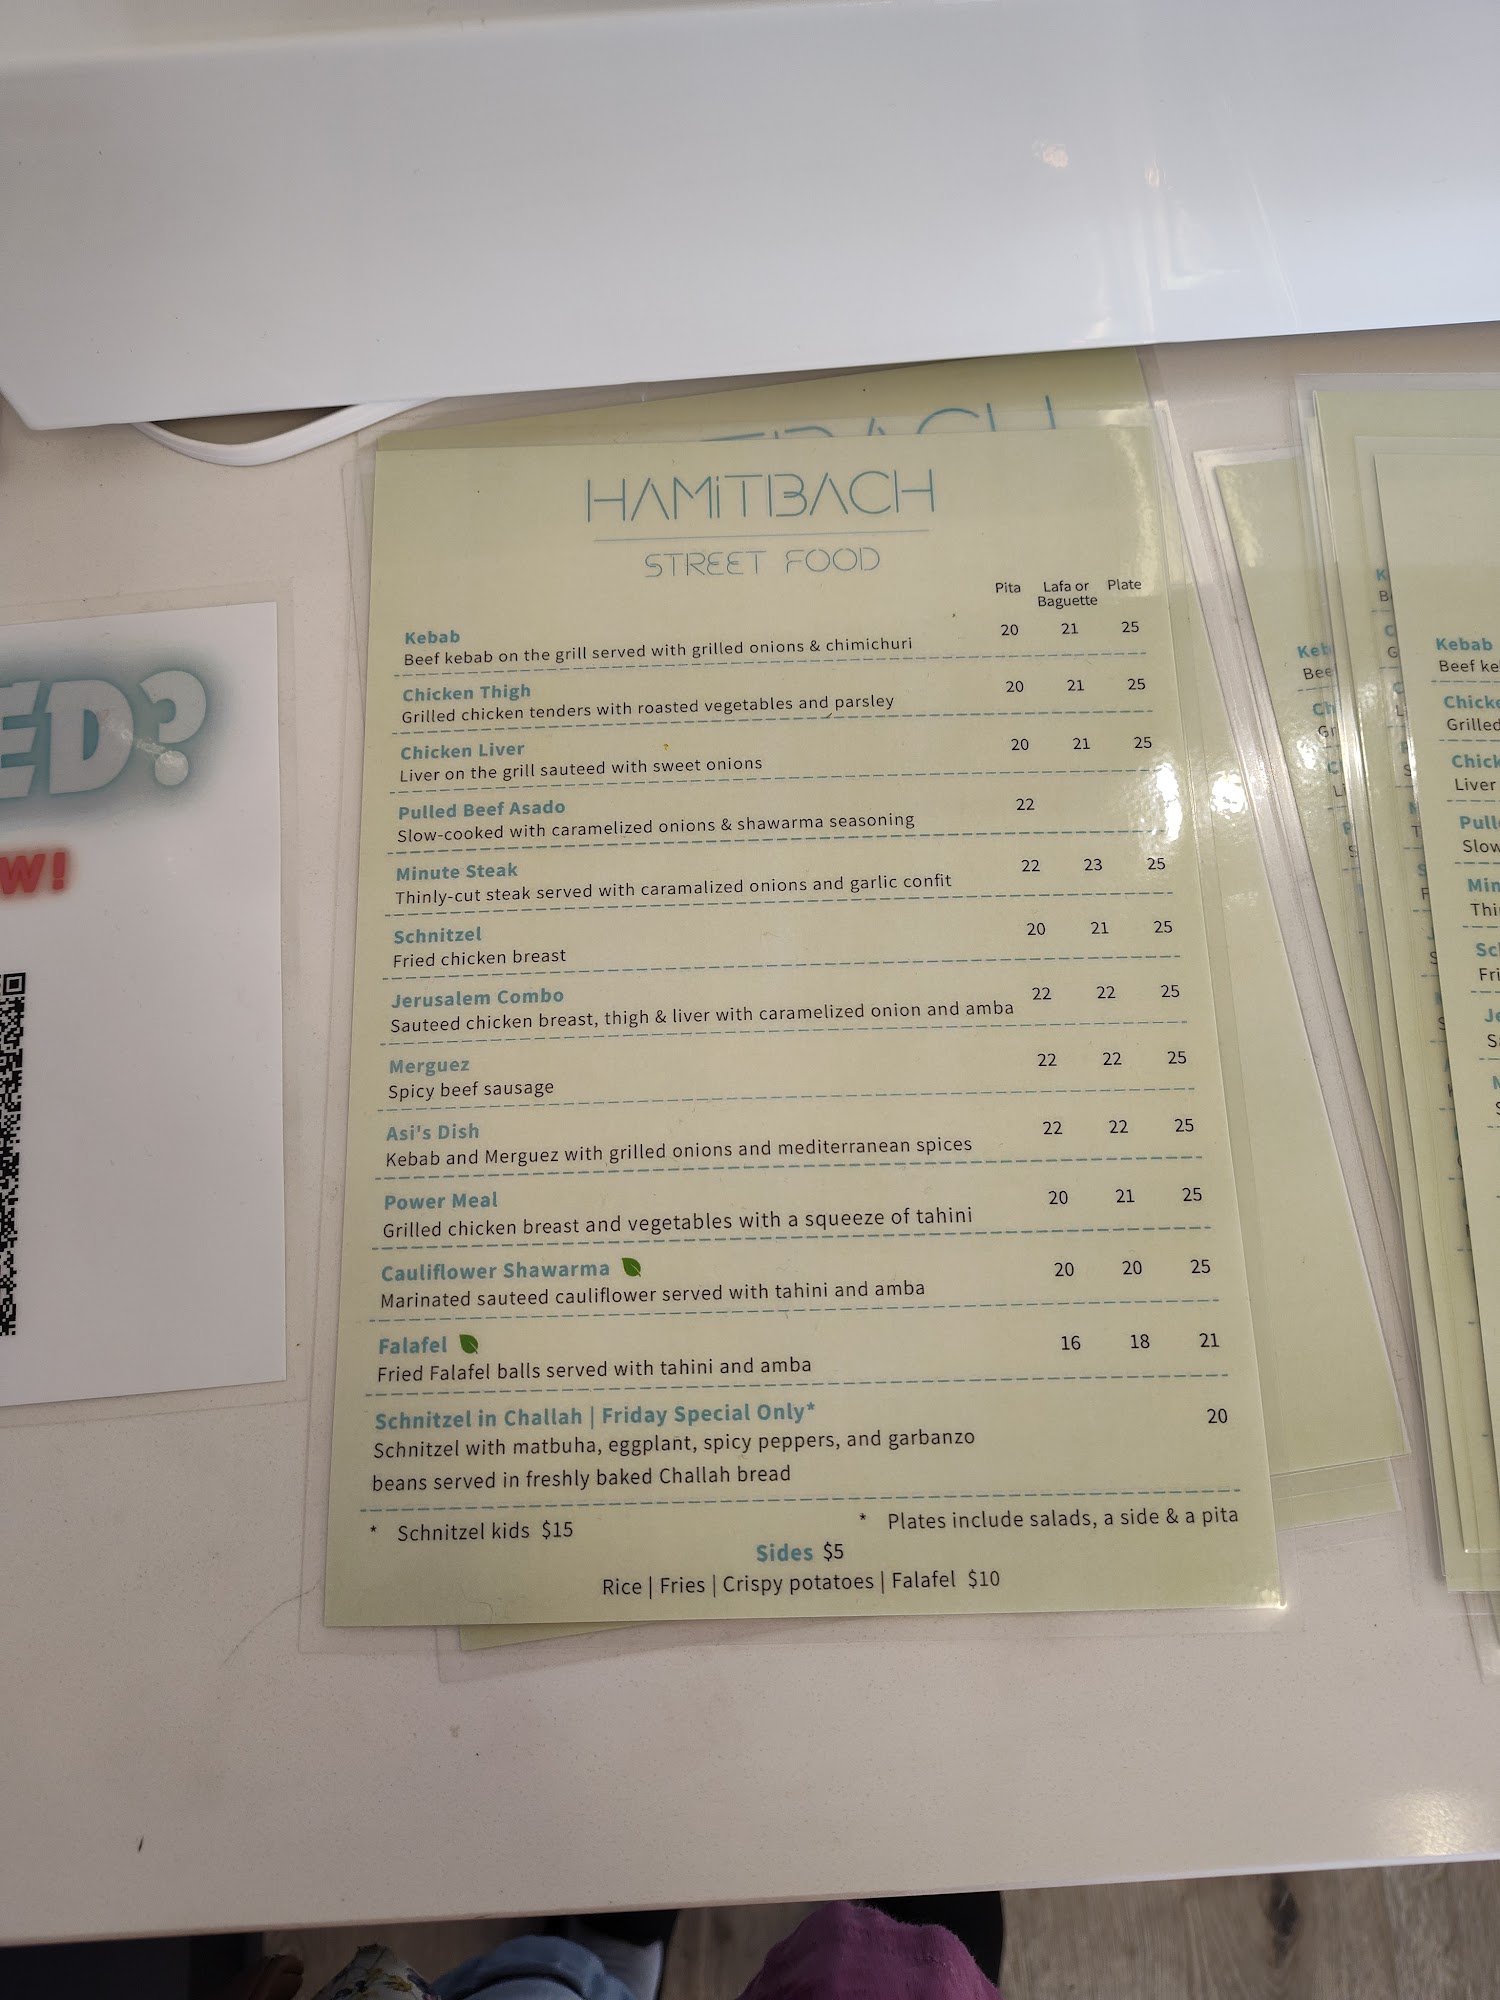 HAMiTBACH
STREET FOOD
Pita Lafa or Baguette Plate
Kebab 20 21 25
Beef kebab on the grill served with grilled onions & chimichuri
Chicken Thigh 20 21 25
Grilled chicken tenders with roasted vegetables and parsley
Chicken Liver 20 21 25
Liver on the grill sauteed with sweet onions
Pulled Beef Asado 22
Slow-cooked with caramelized onions & shawarma seasoning
Minute Steak 22 23 25
Thinly-cut steak served with caramalized onions and garlic confit
Schnitzel 20 21 25
Fried chicken breast
Jerusalem Combo 22 22 25
Sauteed chicken breast, thigh & liver with caramelized onion and amba
Merguez 22 22 25
Spicy beef sausage
Asi's Dish 22 22 25
Kebab and Merguez with grilled onions and mediterranean spices
Power Meal 20 21 25
Grilled chicken breast and vegetables with a squeeze of tahini
Cauliflower Shawarma 20 20 25
Marinated sauteed cauliflower served with tahini and amba
Falafel 16 18 21
Fried Falafel balls served with tahini and amba
Schnitzel in Challah | Friday Special Only* 20
Schnitzel with matbuha, eggplant, spicy peppers, and garbanzo
beans served in freshly baked Challah bread
* Schnitzel kids $15 * Plates include salads, a side & a pita
Sides $5
Rice | Fries | Crispy potatoes | Falafel $10
ED?
W!
Kebab
Beef ke
Grilled
Liver
Slow